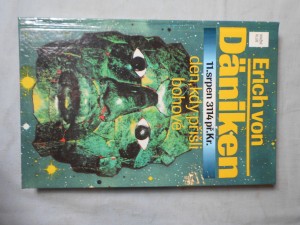 Erich von
Däniken
11.srpen 3114 př.Kr.
den, kdy přišli
bohové